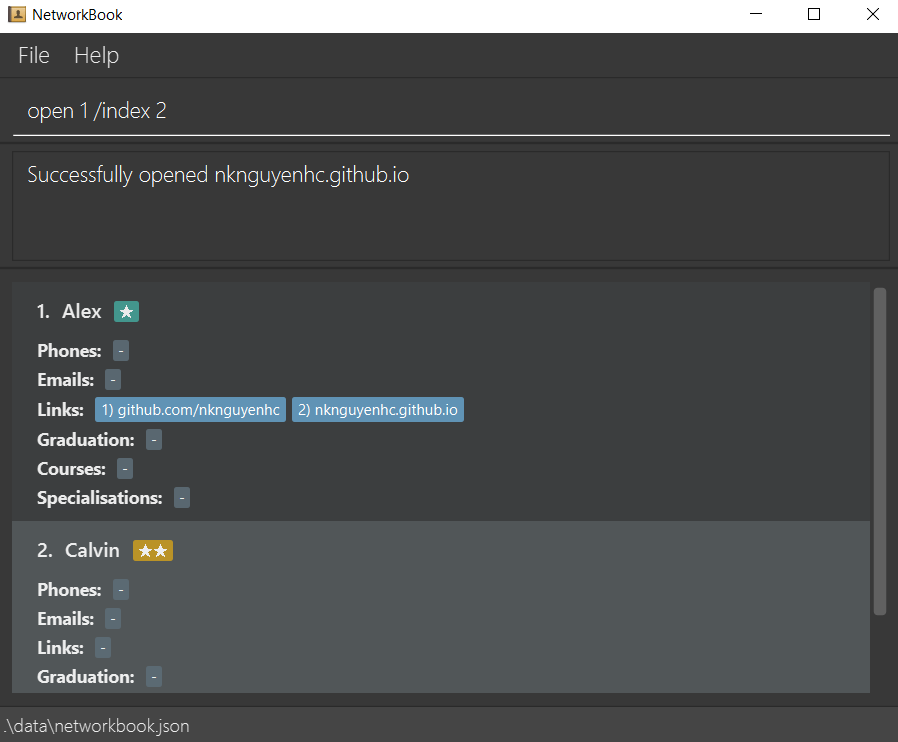 NetworkBook
File Help
open 1 /index 2
Successfully opened nknguyenhc.github.io
1. Alex ★
Phones: -
Emails: -
Links: 1) github.com/nknguyenhc 2) nknguyenhc.github.io
Graduation: -
Courses: -
Specialisations: -
2. Calvin ★★
Phones: -
Emails: -
Links: -
Graduation: -
.\data\networkbook.json